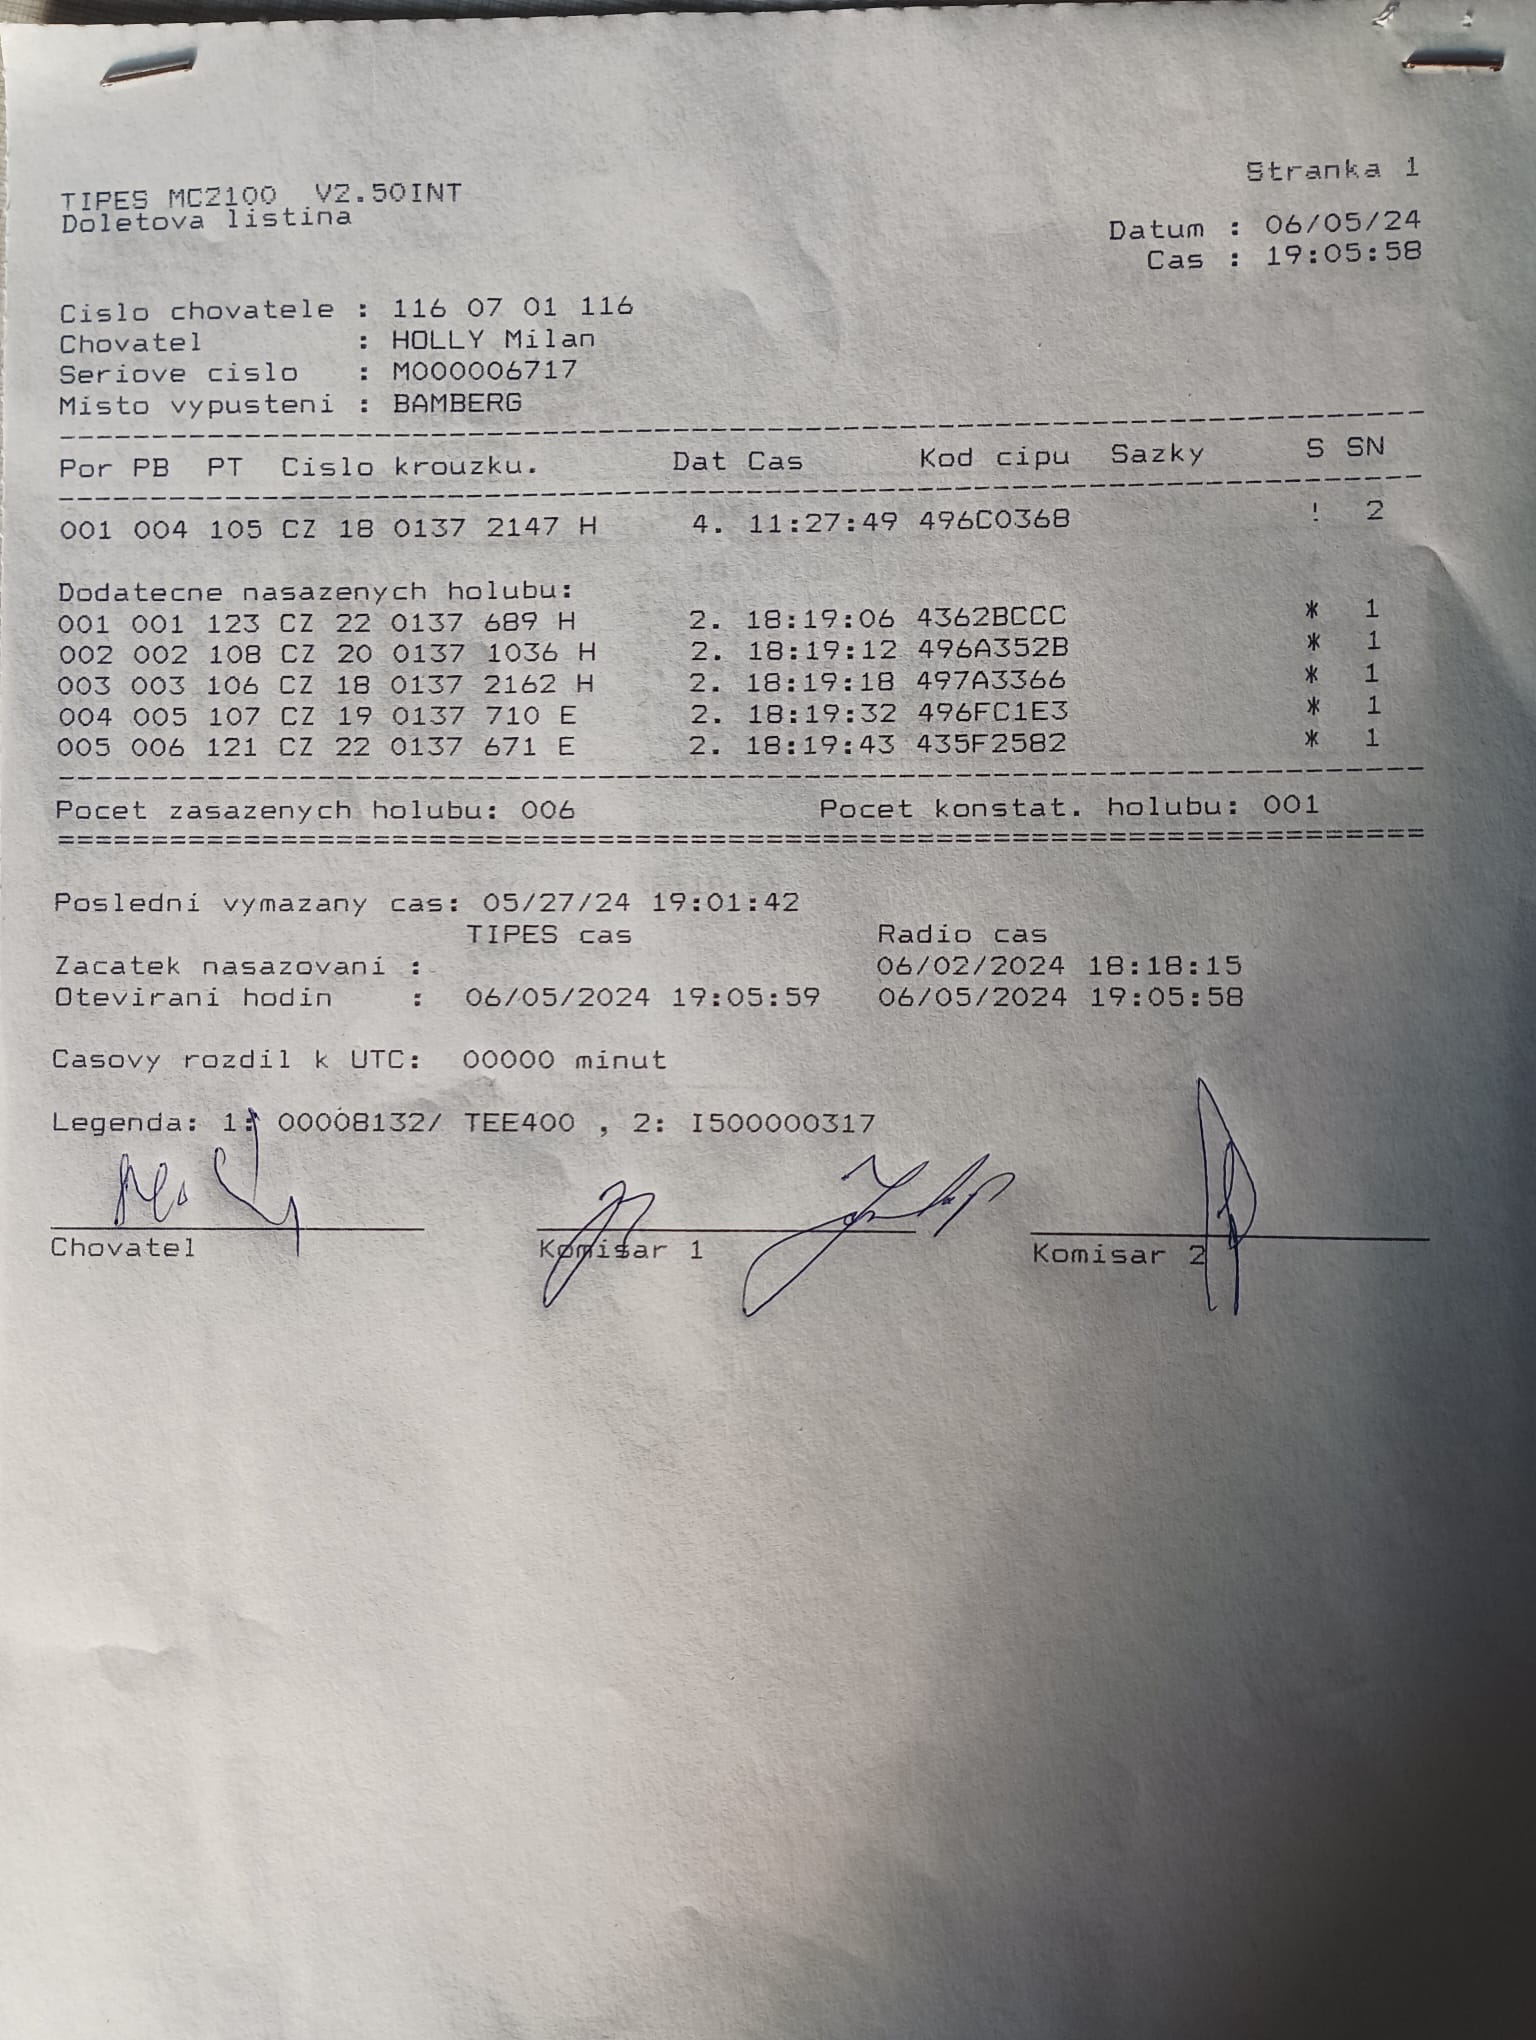 Stranka 1
TIPES MC2100 V2.50INT
Doletova listina
Datum : 06/05/24
Cas : 19:05:58
Cislo chovatele : 116 07 01 116
Chovatel : HOLLY Milan
Seriove cislo : M000006717
Misto vypusteni : BAMBERG
Por PB PT Cislo krouzku. Dat Cas Kod cipu Sazky S SN
001 004 105 CZ 18 0137 2147 H 4. 11:27:49 496C0368 ! 2
Dodatecne nasazenych holubu:
001 001 123 CZ 22 0137 689 H 2. 18:19:06 4362BCCC * 1
002 002 108 CZ 20 0137 1036 H 2. 18:19:12 496A352B * 1
003 003 106 CZ 18 0137 2162 H 2. 18:19:18 497A3366 * 1
004 005 107 CZ 19 0137 710 E 2. 18:19:32 496FC1E3 * 1
005 006 121 CZ 22 0137 671 E 2. 18:19:43 435F2582 * 1
Pocet zasazenych holubu: 006 Pocet konstat. holubu: 001
Posledni vymazany cas: 05/27/24 19:01:42
TIPES cas Radio cas
Zacatek nasazovani : 06/02/2024 18:18:15
Otevirani hodin : 06/05/2024 19:05:59 06/05/2024 19:05:58
Casovy rozdil k UTC: 00000 minut
Legenda: 1: 00008132/ TEE400 , 2: I500000317
Chovatel Komisar 1 Komisar 2